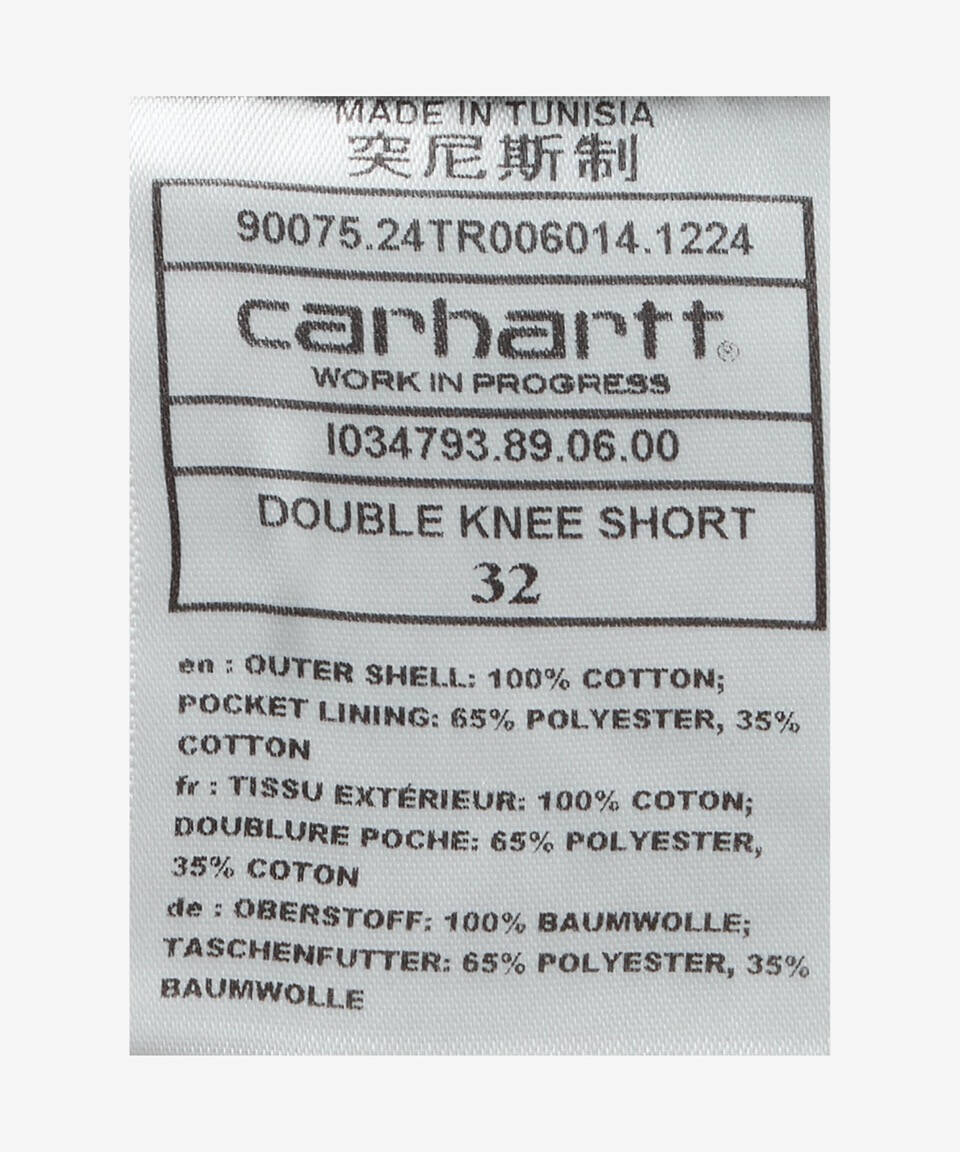 MADE IN TUNISIA
突尼斯制
90075.24TR006014.1224
carhartt®
WORK IN PROGRESS
I034793.89.06.00
DOUBLE KNEE SHORT
32
en : OUTER SHELL: 100% COTTON;
POCKET LINING: 65% POLYESTER, 35%
COTTON
fr : TISSU EXTÉRIEUR: 100% COTON;
DOUBLURE POCHE: 65% POLYESTER,
35% COTON
de : OBERSTOFF: 100% BAUMWOLLE;
TASCHENFUTTER: 65% POLYESTER, 35%
BAUMWOLLE